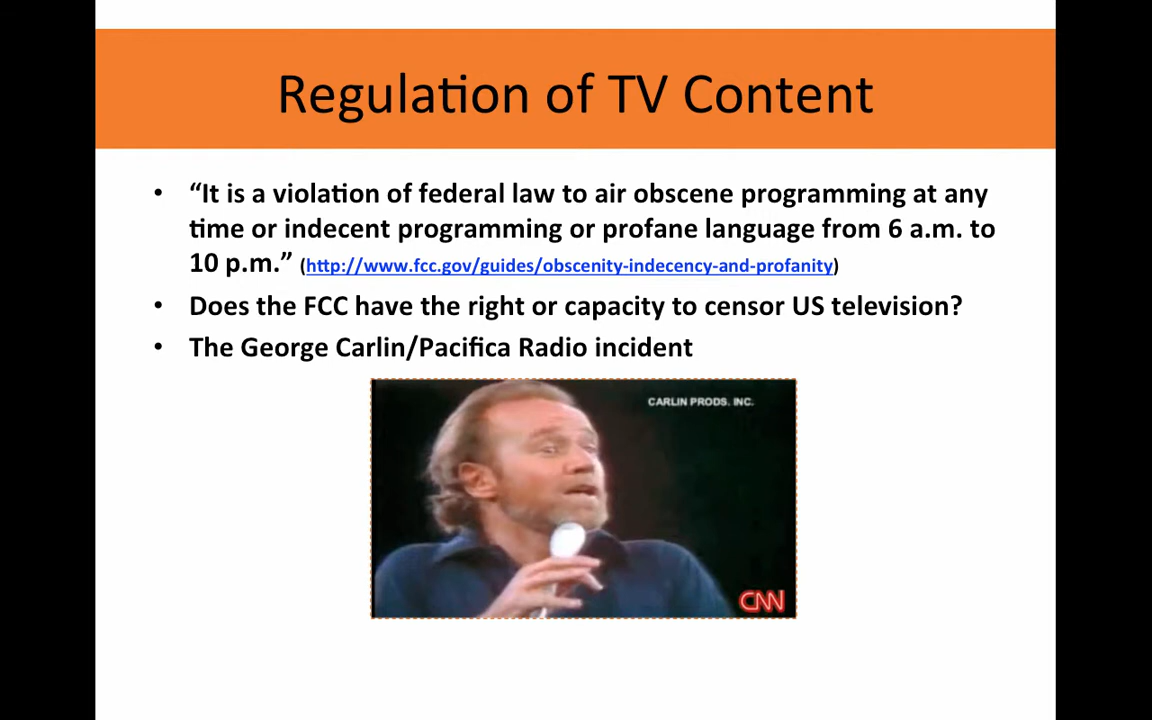 Regulation of TV Content
• “It is a violation of federal law to air obscene programming at any
time or indecent programming or profane language from 6 a.m. to
10 p.m.” (http://www.fcc.gov/guides/obscenity-indecency-and-profanity)
• Does the FCC have the right or capacity to censor US television?
• The George Carlin/Pacifica Radio incident
CARLIN PRODS. INC.
CNN